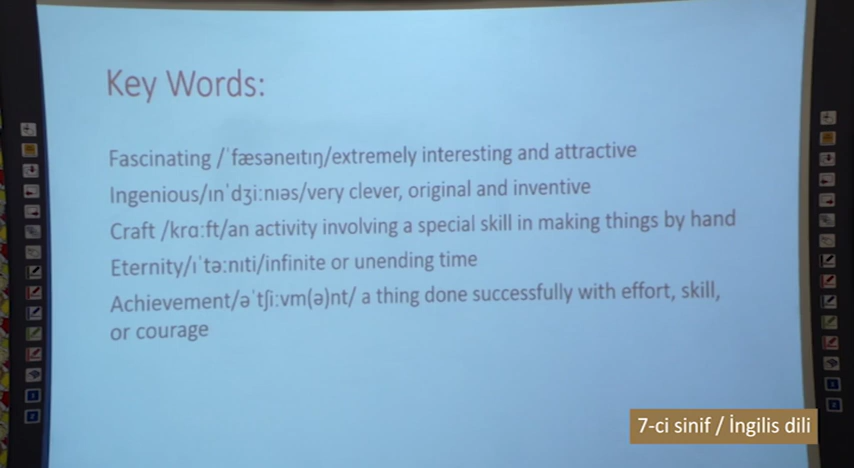 Key Words:
Fascinating /ˈfæsəneɪtɪŋ/extremely interesting and attractive
Ingenious/ɪnˈdʒiːnɪəs/very clever, original and inventive
Craft /krɑːft/an activity involving a special skill in making things by hand
Eternity/ɪˈtəːnɪti/infinite or unending time
Achievement/əˈtʃiːvm(ə)nt/ a thing done successfully with effort, skill,
or courage
7-ci sinif / İngilis dili